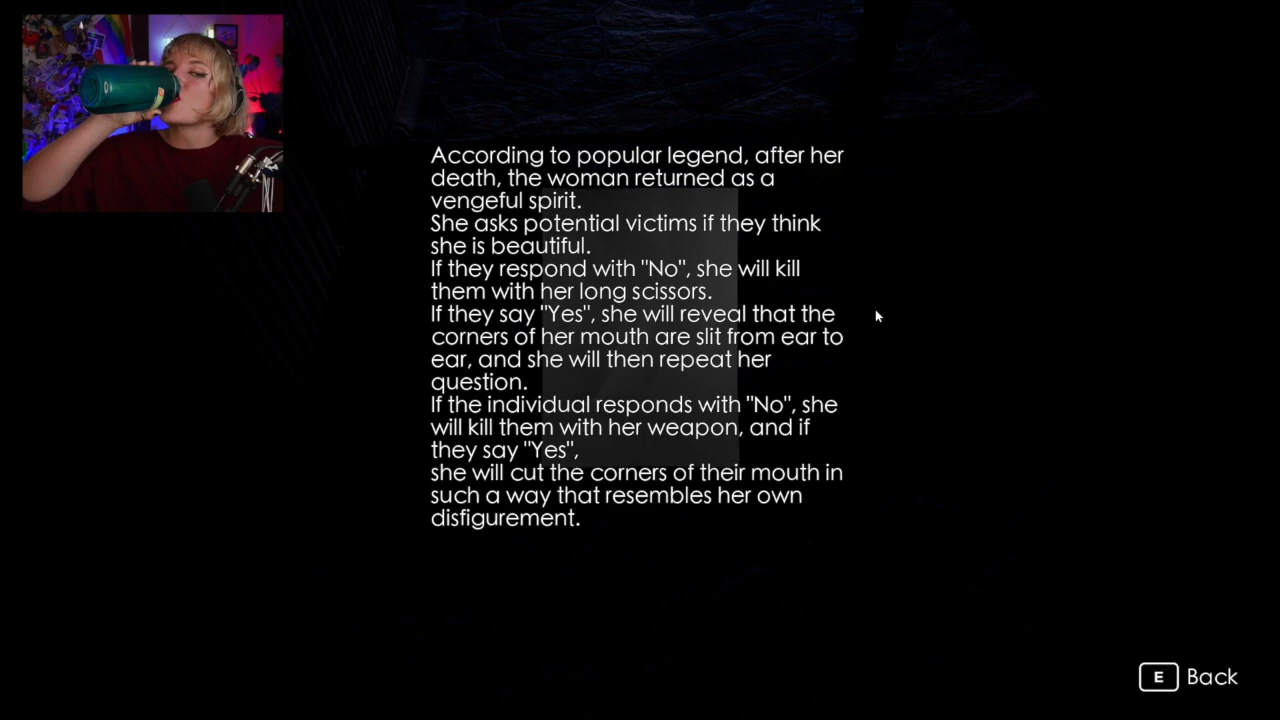 According to popular legend, after her
death, the woman returned as a
vengeful spirit.
She asks potential victims if they think
she is beautiful.
If they respond with "No", she will kill
them with her long scissors.
If they say "Yes", she will reveal that the
corners of her mouth are slit from ear to
ear, and she will then repeat her
question.
If the individual responds with "No", she
will kill them with her weapon, and if
they say "Yes",
she will cut the corners of their mouth in
such a way that resembles her own
disfigurement.
E Back